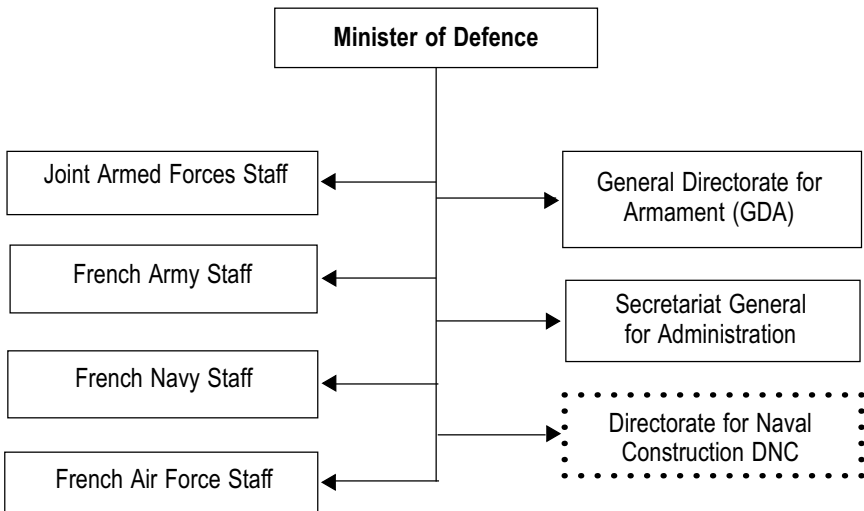 Minister of Defence
Joint Armed Forces Staff
General Directorate for
Armament (GDA)
French Army Staff
Secretariat General
for Administration
French Navy Staff
Directorate for Naval
Construction DNC
French Air Force Staff